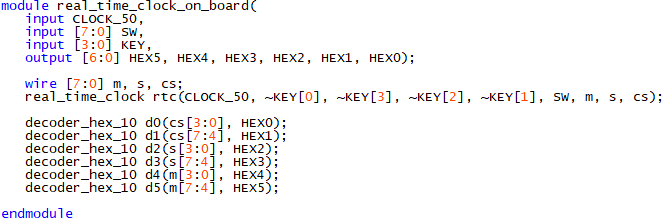 module real_time_clock_on_board(
input CLOCK_50,
input [7:0] SW,
input [3:0] KEY,
output [6:0] HEX5, HEX4, HEX3, HEX2, HEX1, HEX0);
wire [7:0] m, s, cs;
real_time_clock rtc(CLOCK_50, ~KEY[0], ~KEY[3], ~KEY[2], ~KEY[1], SW, m, s, cs);
decoder_hex_10 d0(cs[3:0], HEX0);
decoder_hex_10 d1(cs[7:4], HEX1);
decoder_hex_10 d2(s[3:0], HEX2);
decoder_hex_10 d3(s[7:4], HEX3);
decoder_hex_10 d4(m[3:0], HEX4);
decoder_hex_10 d5(m[7:4], HEX5);
endmodule